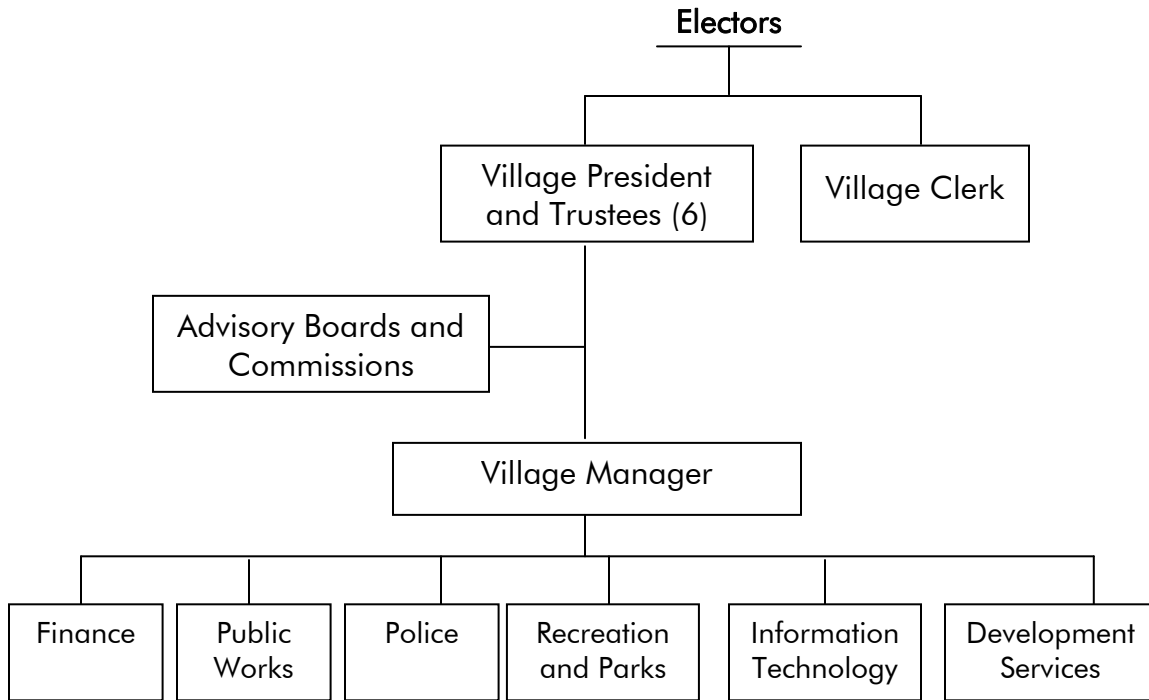 Electors
Village President
and Trustees (6)
Village Clerk
Advisory Boards and
Commissions
Village Manager
Finance
Public
Works
Police
Recreation
and Parks
Information
Technology
Development
Services